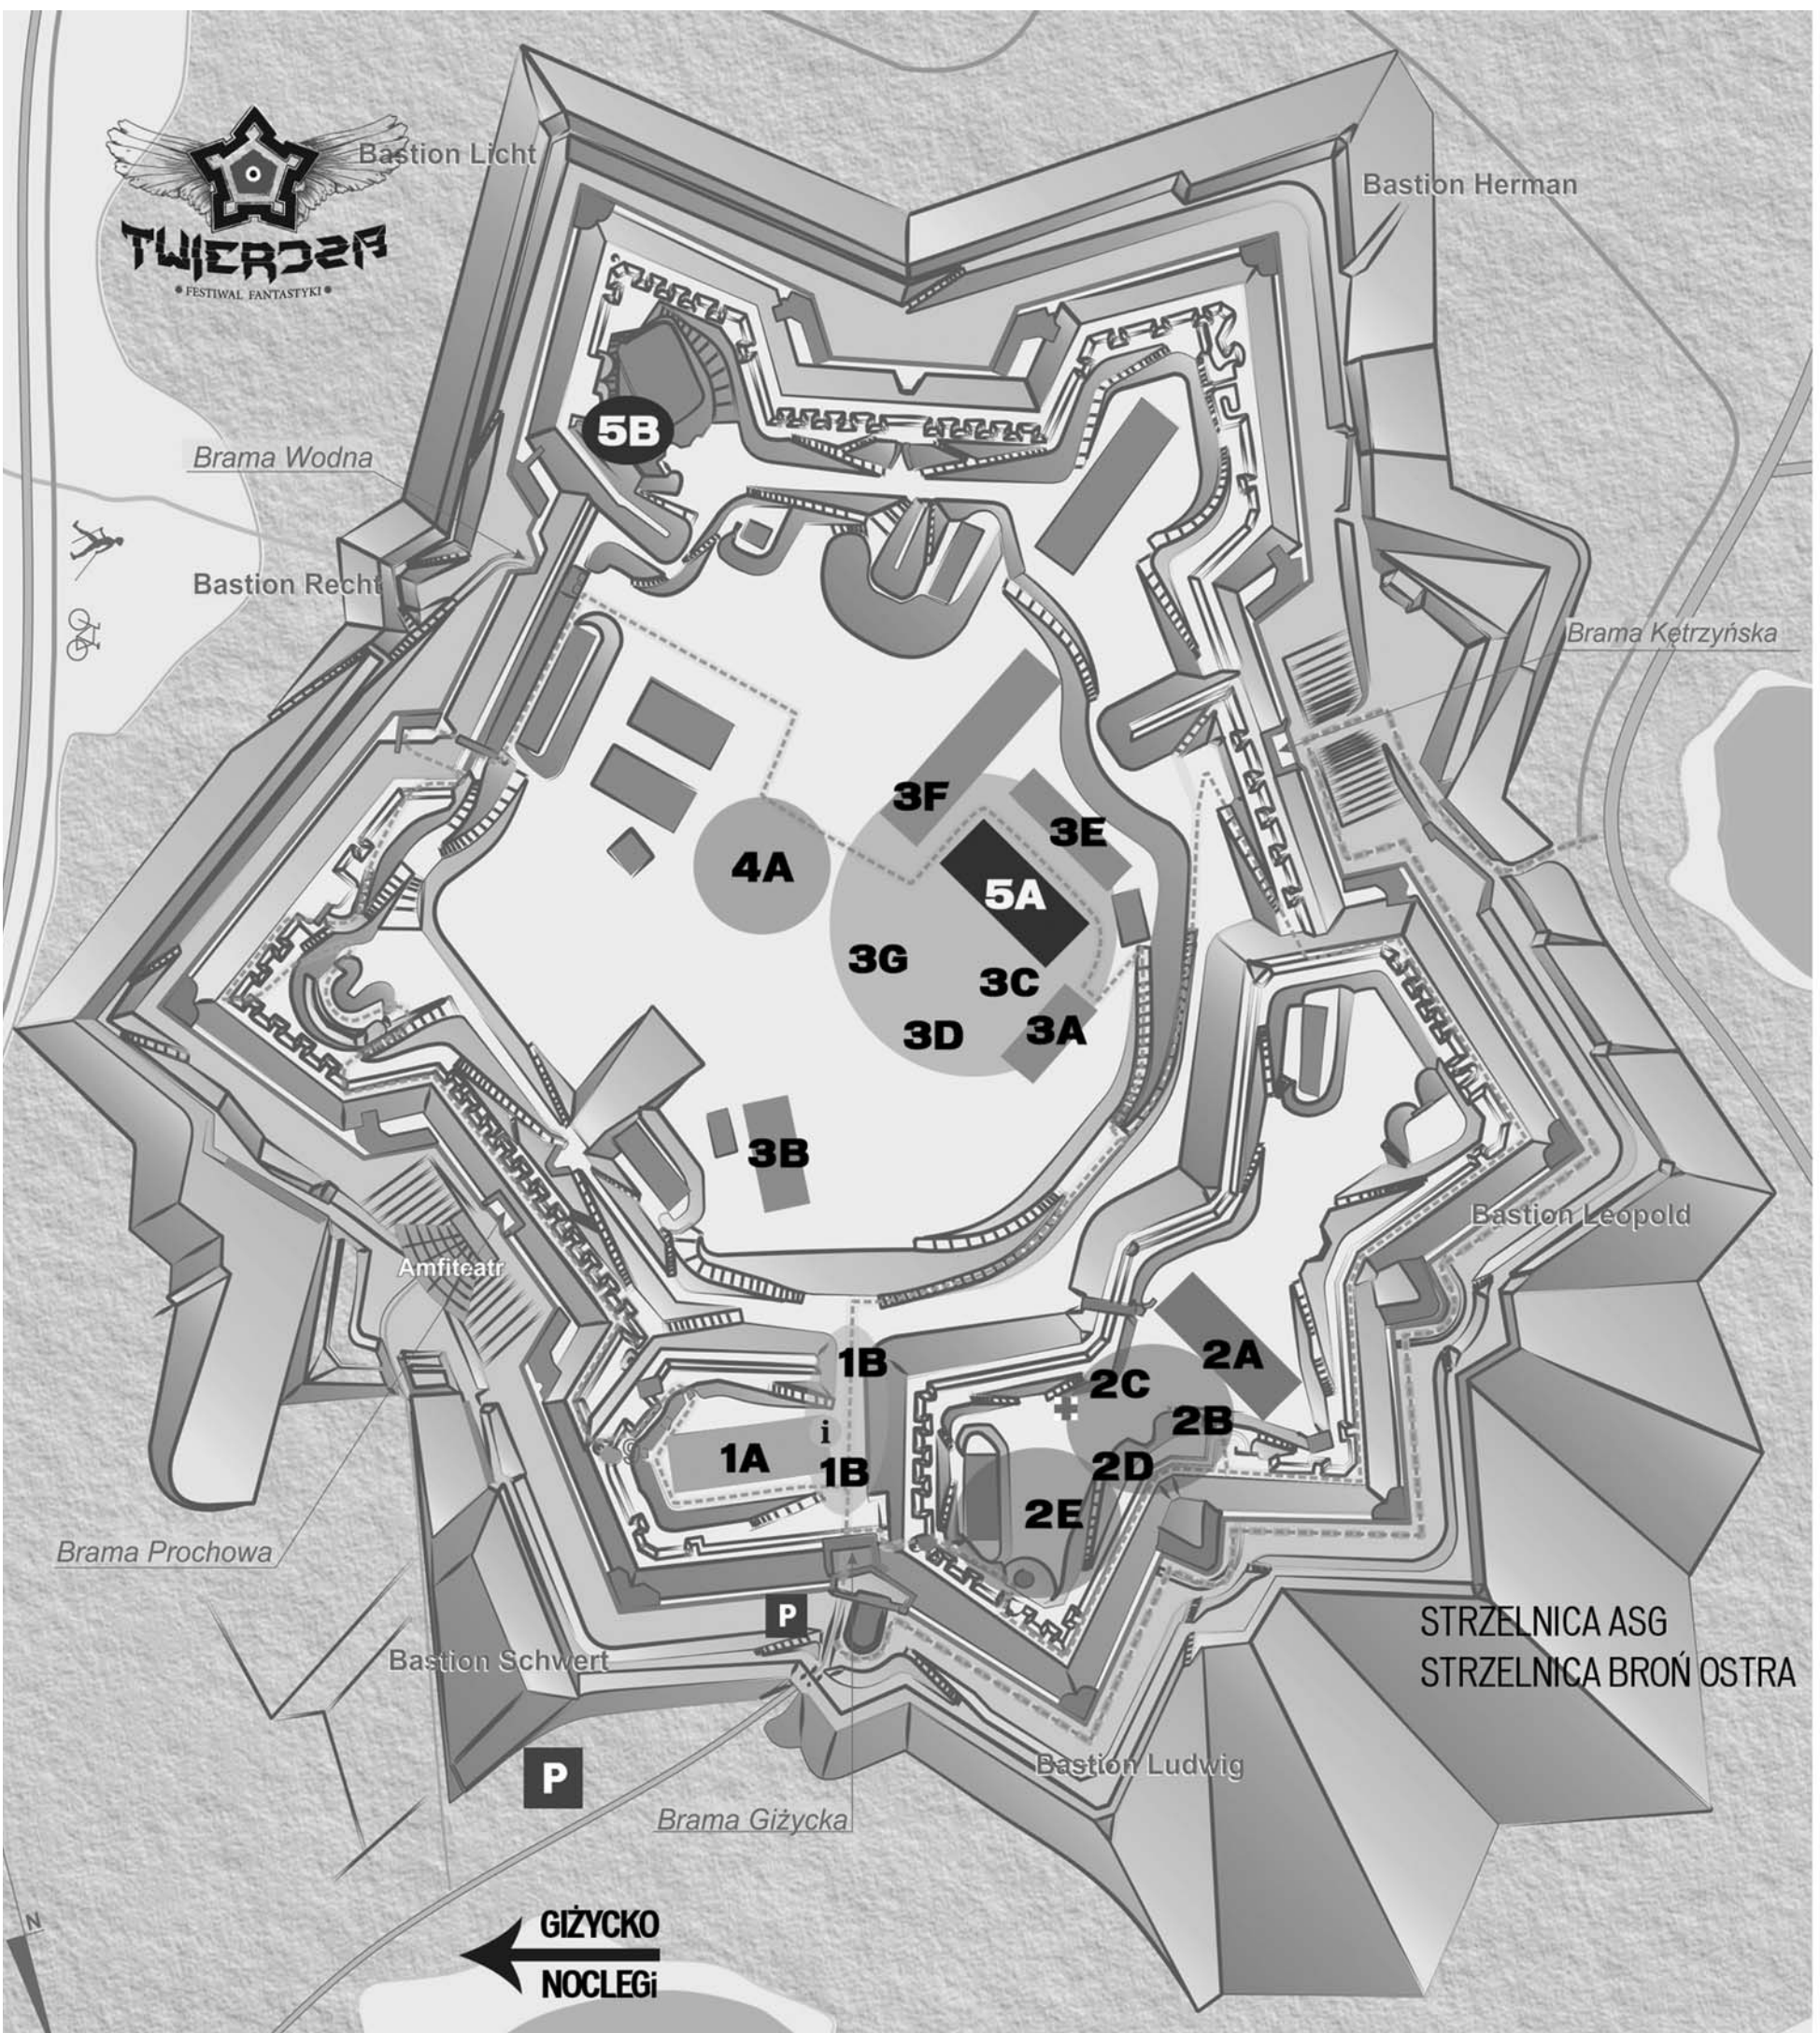 Bastion Licht
Bastion Herman
TWIERDZA
• FESTIWAL FANTASTYKI •
5B
Brama Wodna
Bastion Recht
Brama Kętrzyńska
3F
3E
4A
5A
3G
3C
3D
3A
3B
Bastion Leopold
Amfiteatr
1B
2A
2C
i
2B
1A
1B
2D
2E
Brama Prochowa
P
STRZELNICA ASG
STRZELNICA BROŃ OSTRA
Bastion Schwert
Bastion Ludwig
P
Brama Giżycka
N
GIŻYCKO
NOCLEGi